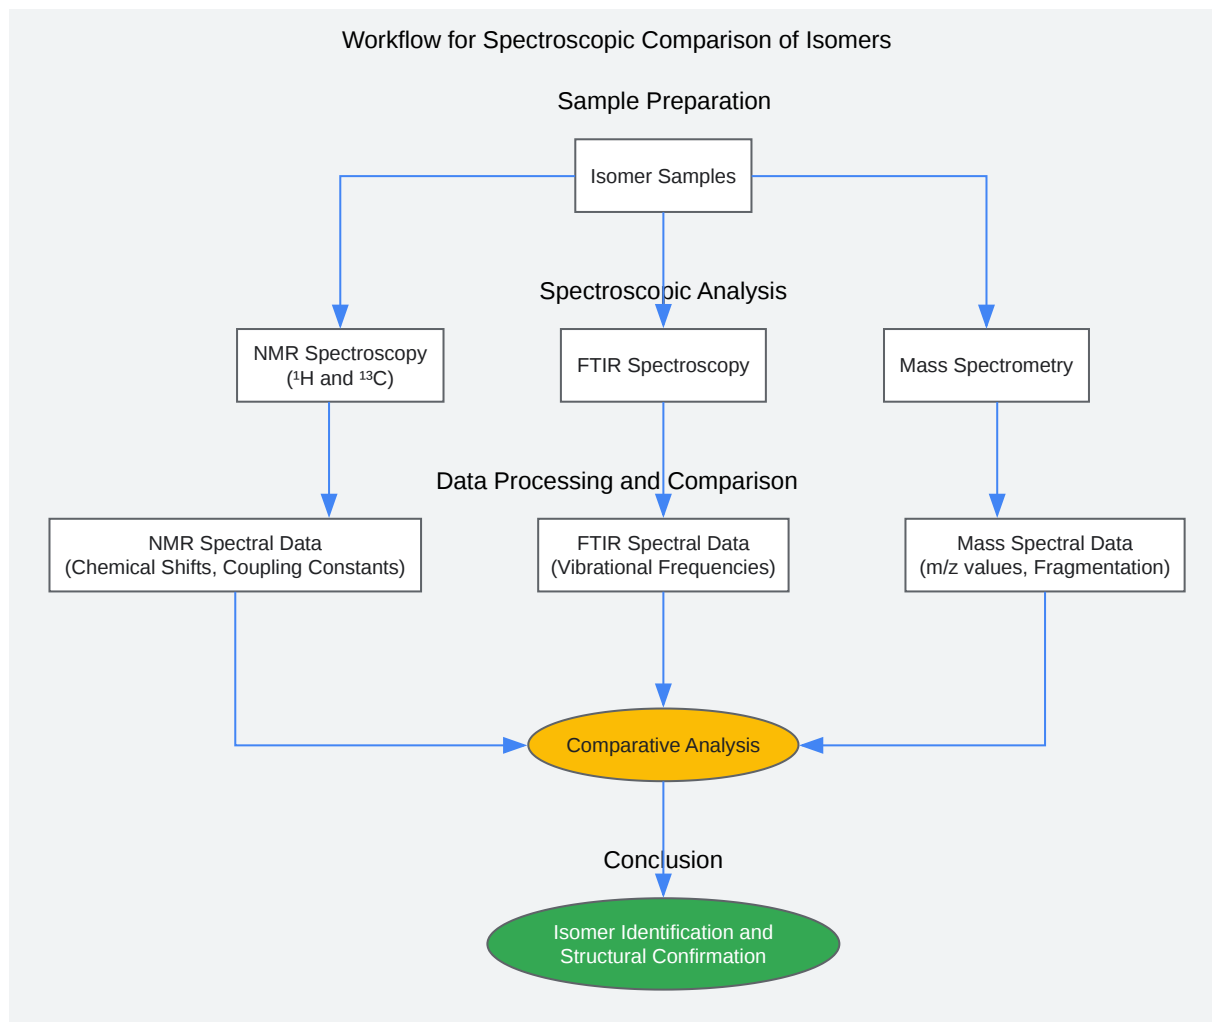 Workflow for Spectroscopic Comparison of Isomers
Sample Preparation
Isomer Samples
Spectroscopic Analysis
NMR Spectroscopy
(¹H and ¹³C)
FTIR Spectroscopy
Mass Spectrometry
Data Processing and Comparison
NMR Spectral Data
(Chemical Shifts, Coupling Constants)
FTIR Spectral Data
(Vibrational Frequencies)
Mass Spectral Data
(m/z values, Fragmentation)
Comparative Analysis
Conclusion
Isomer Identification and
Structural Confirmation